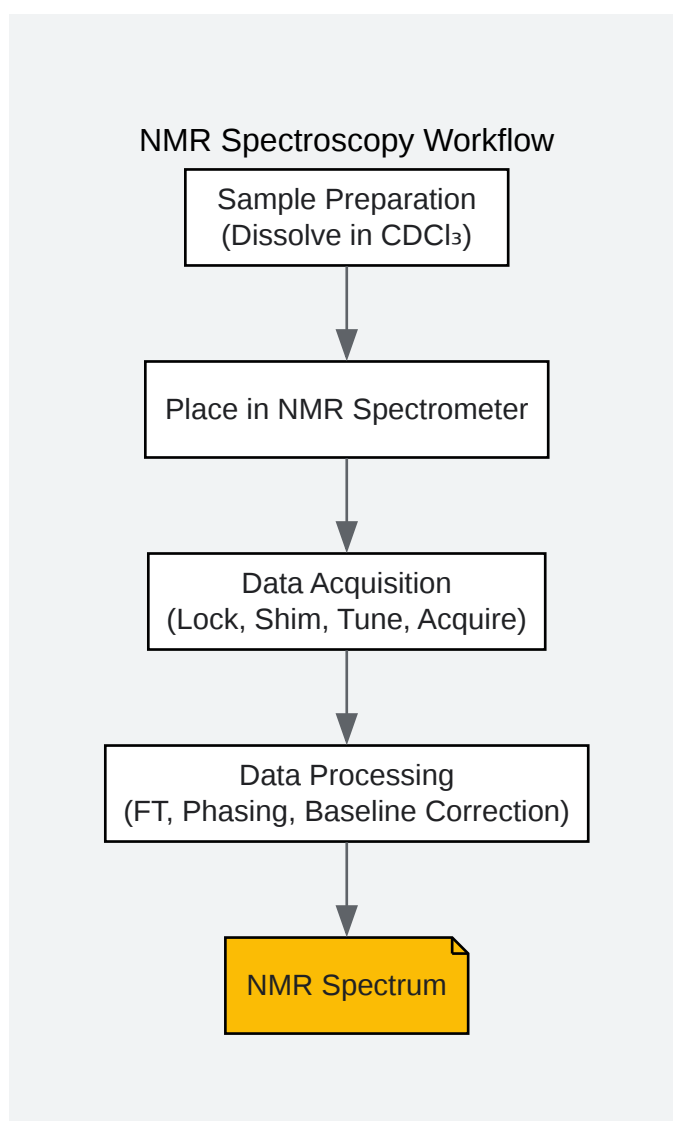 NMR Spectroscopy Workflow
Sample Preparation
(Dissolve in CDCl₃)
Place in NMR Spectrometer
Data Acquisition
(Lock, Shim, Tune, Acquire)
Data Processing
(FT, Phasing, Baseline Correction)
NMR Spectrum